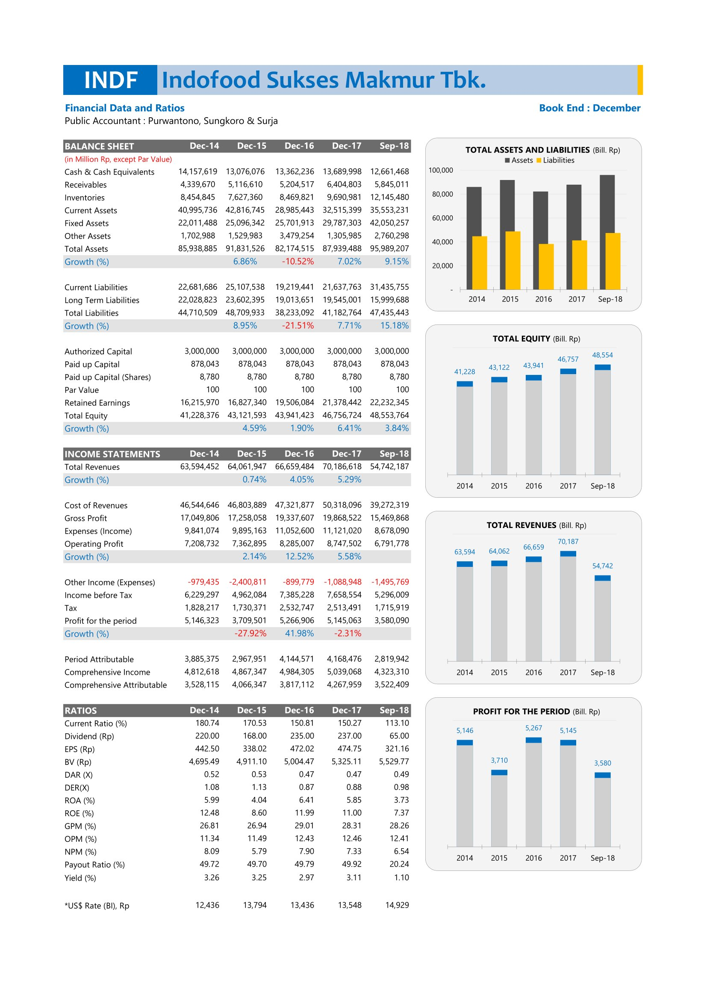 INDF Indofood Sukses Makmur Tbk.
Financial Data and Ratios Book End : December
Public Accountant : Purwantono, Sungkoro & Surja
BALANCE SHEET Dec-14 Dec-15 Dec-16 Dec-17 Sep-18
(in Million Rp, except Par Value)
Cash & Cash Equivalents 14,157,619 13,076,076 13,362,236 13,689,998 12,661,468
Receivables 4,339,670 5,116,610 5,204,517 6,404,803 5,845,011
Inventories 8,454,845 7,627,360 8,469,821 9,690,981 12,145,480
Current Assets 40,995,736 42,816,745 28,985,443 32,515,399 35,553,231
Fixed Assets 22,011,488 25,096,342 25,701,913 29,787,303 42,050,257
Other Assets 1,702,988 1,529,983 3,479,254 1,305,985 2,760,298
Total Assets 85,938,885 91,831,526 82,174,515 87,939,488 95,989,207
Growth (%) 6.86% -10.52% 7.02% 9.15%
Current Liabilities 22,681,686 25,107,538 19,219,441 21,637,763 31,435,755
Long Term Liabilities 22,028,823 23,602,395 19,013,651 19,545,001 15,999,688
Total Liabilities 44,710,509 48,709,933 38,233,092 41,182,764 47,435,443
Growth (%) 8.95% -21.51% 7.71% 15.18%
Authorized Capital 3,000,000 3,000,000 3,000,000 3,000,000 3,000,000
Paid up Capital 878,043 878,043 878,043 878,043 878,043
Paid up Capital (Shares) 8,780 8,780 8,780 8,780 8,780
Par Value 100 100 100 100 100
Retained Earnings 16,215,970 16,827,340 19,506,084 21,378,442 22,232,345
Total Equity 41,228,376 43,121,593 43,941,423 46,756,724 48,553,764
Growth (%) 4.59% 1.90% 6.41% 3.84%
INCOME STATEMENTS Dec-14 Dec-15 Dec-16 Dec-17 Sep-18
Total Revenues 63,594,452 64,061,947 66,659,484 70,186,618 54,742,187
Growth (%) 0.74% 4.05% 5.29%
Cost of Revenues 46,544,646 46,803,889 47,321,877 50,318,096 39,272,319
Gross Profit 17,049,806 17,258,058 19,337,607 19,868,522 15,469,868
Expenses (Income) 9,841,074 9,895,163 11,052,600 11,121,020 8,678,090
Operating Profit 7,208,732 7,362,895 8,285,007 8,747,502 6,791,778
Growth (%) 2.14% 12.52% 5.58%
Other Income (Expenses) -979,435 -2,400,811 -899,779 -1,088,948 -1,495,769
Income before Tax 6,229,297 4,962,084 7,385,228 7,658,554 5,296,009
Tax 1,828,217 1,730,371 2,532,747 2,513,491 1,715,919
Profit for the period 5,146,323 3,709,501 5,266,906 5,145,063 3,580,090
Growth (%) -27.92% 41.98% -2.31%
Period Attributable 3,885,375 2,967,951 4,144,571 4,168,476 2,819,942
Comprehensive Income 4,812,618 4,867,347 4,984,305 5,039,068 4,323,310
Comprehensive Attributable 3,528,115 4,066,347 3,817,112 4,267,959 3,522,409
RATIOS Dec-14 Dec-15 Dec-16 Dec-17 Sep-18
Current Ratio (%) 180.74 170.53 150.81 150.27 113.10
Dividend (Rp) 220.00 168.00 235.00 237.00 65.00
EPS (Rp) 442.50 338.02 472.02 474.75 321.16
BV (Rp) 4,695.49 4,911.10 5,004.47 5,325.11 5,529.77
DAR (X) 0.52 0.53 0.47 0.47 0.49
DER(X) 1.08 1.13 0.87 0.88 0.98
ROA (%) 5.99 4.04 6.41 5.85 3.73
ROE (%) 12.48 8.60 11.99 11.00 7.37
GPM (%) 26.81 26.94 29.01 28.31 28.26
OPM (%) 11.34 11.49 12.43 12.46 12.41
NPM (%) 8.09 5.79 7.90 7.33 6.54
Payout Ratio (%) 49.72 49.70 49.79 49.92 20.24
Yield (%) 3.26 3.25 2.97 3.11 1.10
*US$ Rate (BI), Rp 12,436 13,794 13,436 13,548 14,929
TOTAL ASSETS AND LIABILITIES (Bill. Rp)
Assets Liabilities
100,000
80,000
60,000
40,000
20,000
-
2014 2015 2016 2017 Sep-18
TOTAL EQUITY (Bill. Rp)
41,228 43,122 43,941 46,757 48,554
2014 2015 2016 2017 Sep-18
TOTAL REVENUES (Bill. Rp)
63,594 64,062 66,659 70,187 54,742
2014 2015 2016 2017 Sep-18
PROFIT FOR THE PERIOD (Bill. Rp)
5,146 3,710 5,267 5,145 3,580
2014 2015 2016 2017 Sep-18